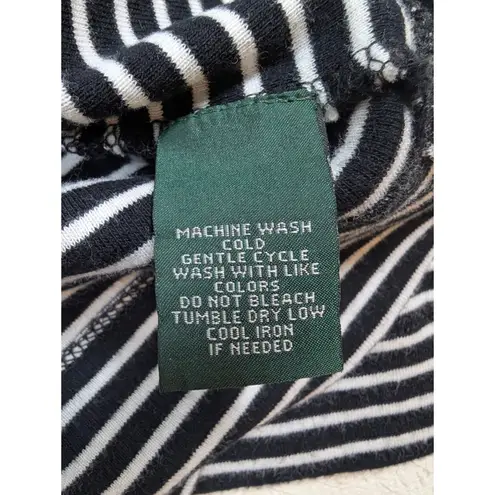 MACHINE WASH
COLD
GENTLE CYCLE
WASH WITH LIKE
COLORS
DO NOT BLEACH
TUMBLE DRY LOW
COOL IRON
IF NEEDED